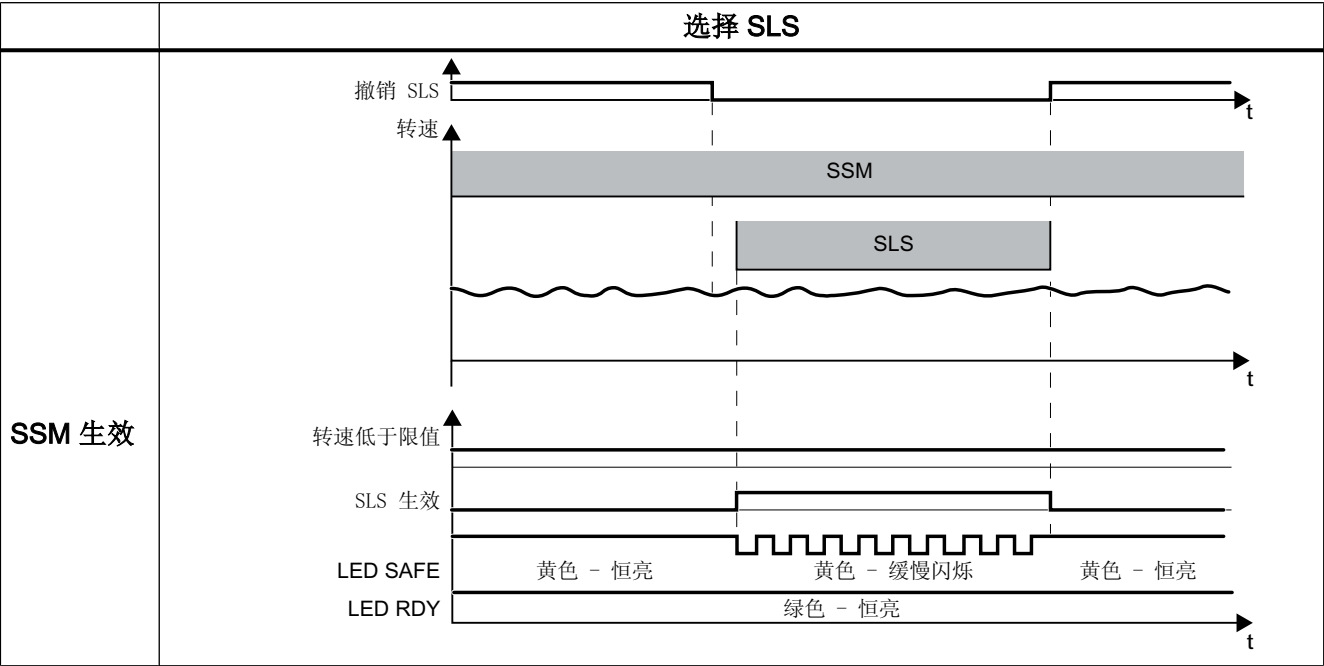 选择 SLS
撤销 SLS
t
转速
SSM
SLS
t
SSM 生效
转速低于限值
SLS 生效
LED SAFE 黄色 - 恒亮 黄色 - 缓慢闪烁 黄色 - 恒亮
LED RDY 绿色 - 恒亮
t